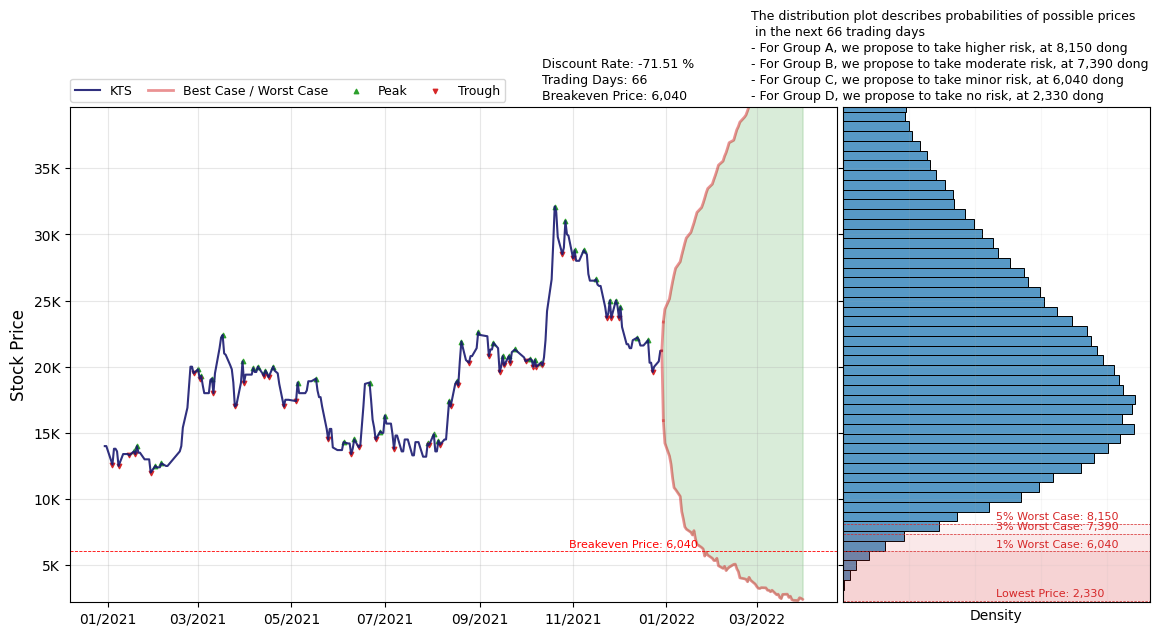 The distribution plot describes probabilities of possible prices
in the next 66 trading days
- For Group A, we propose to take higher risk, at 8,150 dong
- For Group B, we propose to take moderate risk, at 7,390 dong
- For Group C, we propose to take minor risk, at 6,040 dong
- For Group D, we propose to take no risk, at 2,330 dong
Discount Rate: -71.51 %
Trading Days: 66
Breakeven Price: 6,040
KTS
Best Case / Worst Case
Peak
Trough
Stock Price
35K
30K
25K
20K
15K
10K
5K
Breakeven Price: 6,040
5% Worst Case: 8,150
3% Worst Case: 7,390
1% Worst Case: 6,040
Lowest Price: 2,330
01/2021
03/2021
05/2021
07/2021
09/2021
11/2021
01/2022
03/2022
Density